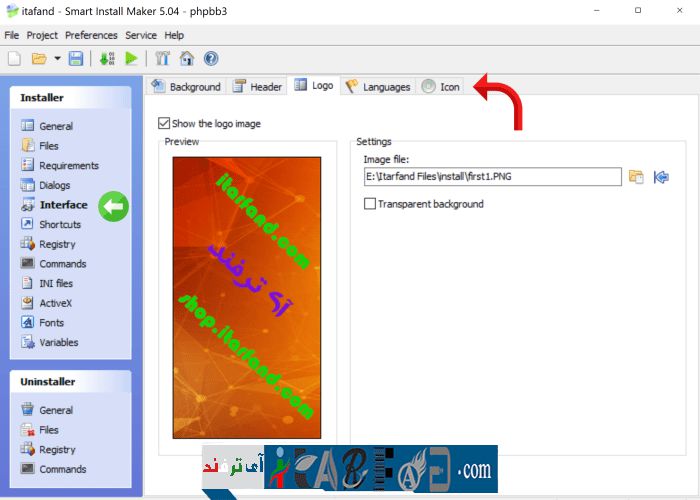 itafand - Smart Install Maker 5.04 - phpbb3
File Project Preferences Service Help
Installer
General
Files
Requirements
Dialogs
Interface
Shortcuts
Registry
Commands
INI files
ActiveX
Fonts
Variables
Uninstaller
General
Files
Registry
Commands
Background Header Logo Languages Icon
Show the logo image
Preview
itarfand.com
آی ترفند
shop.itarfand.com
Settings
Image file:
E:\Itarfand Files\install\first1.PNG
Transparent background
آی ترفند ITARFAND.com